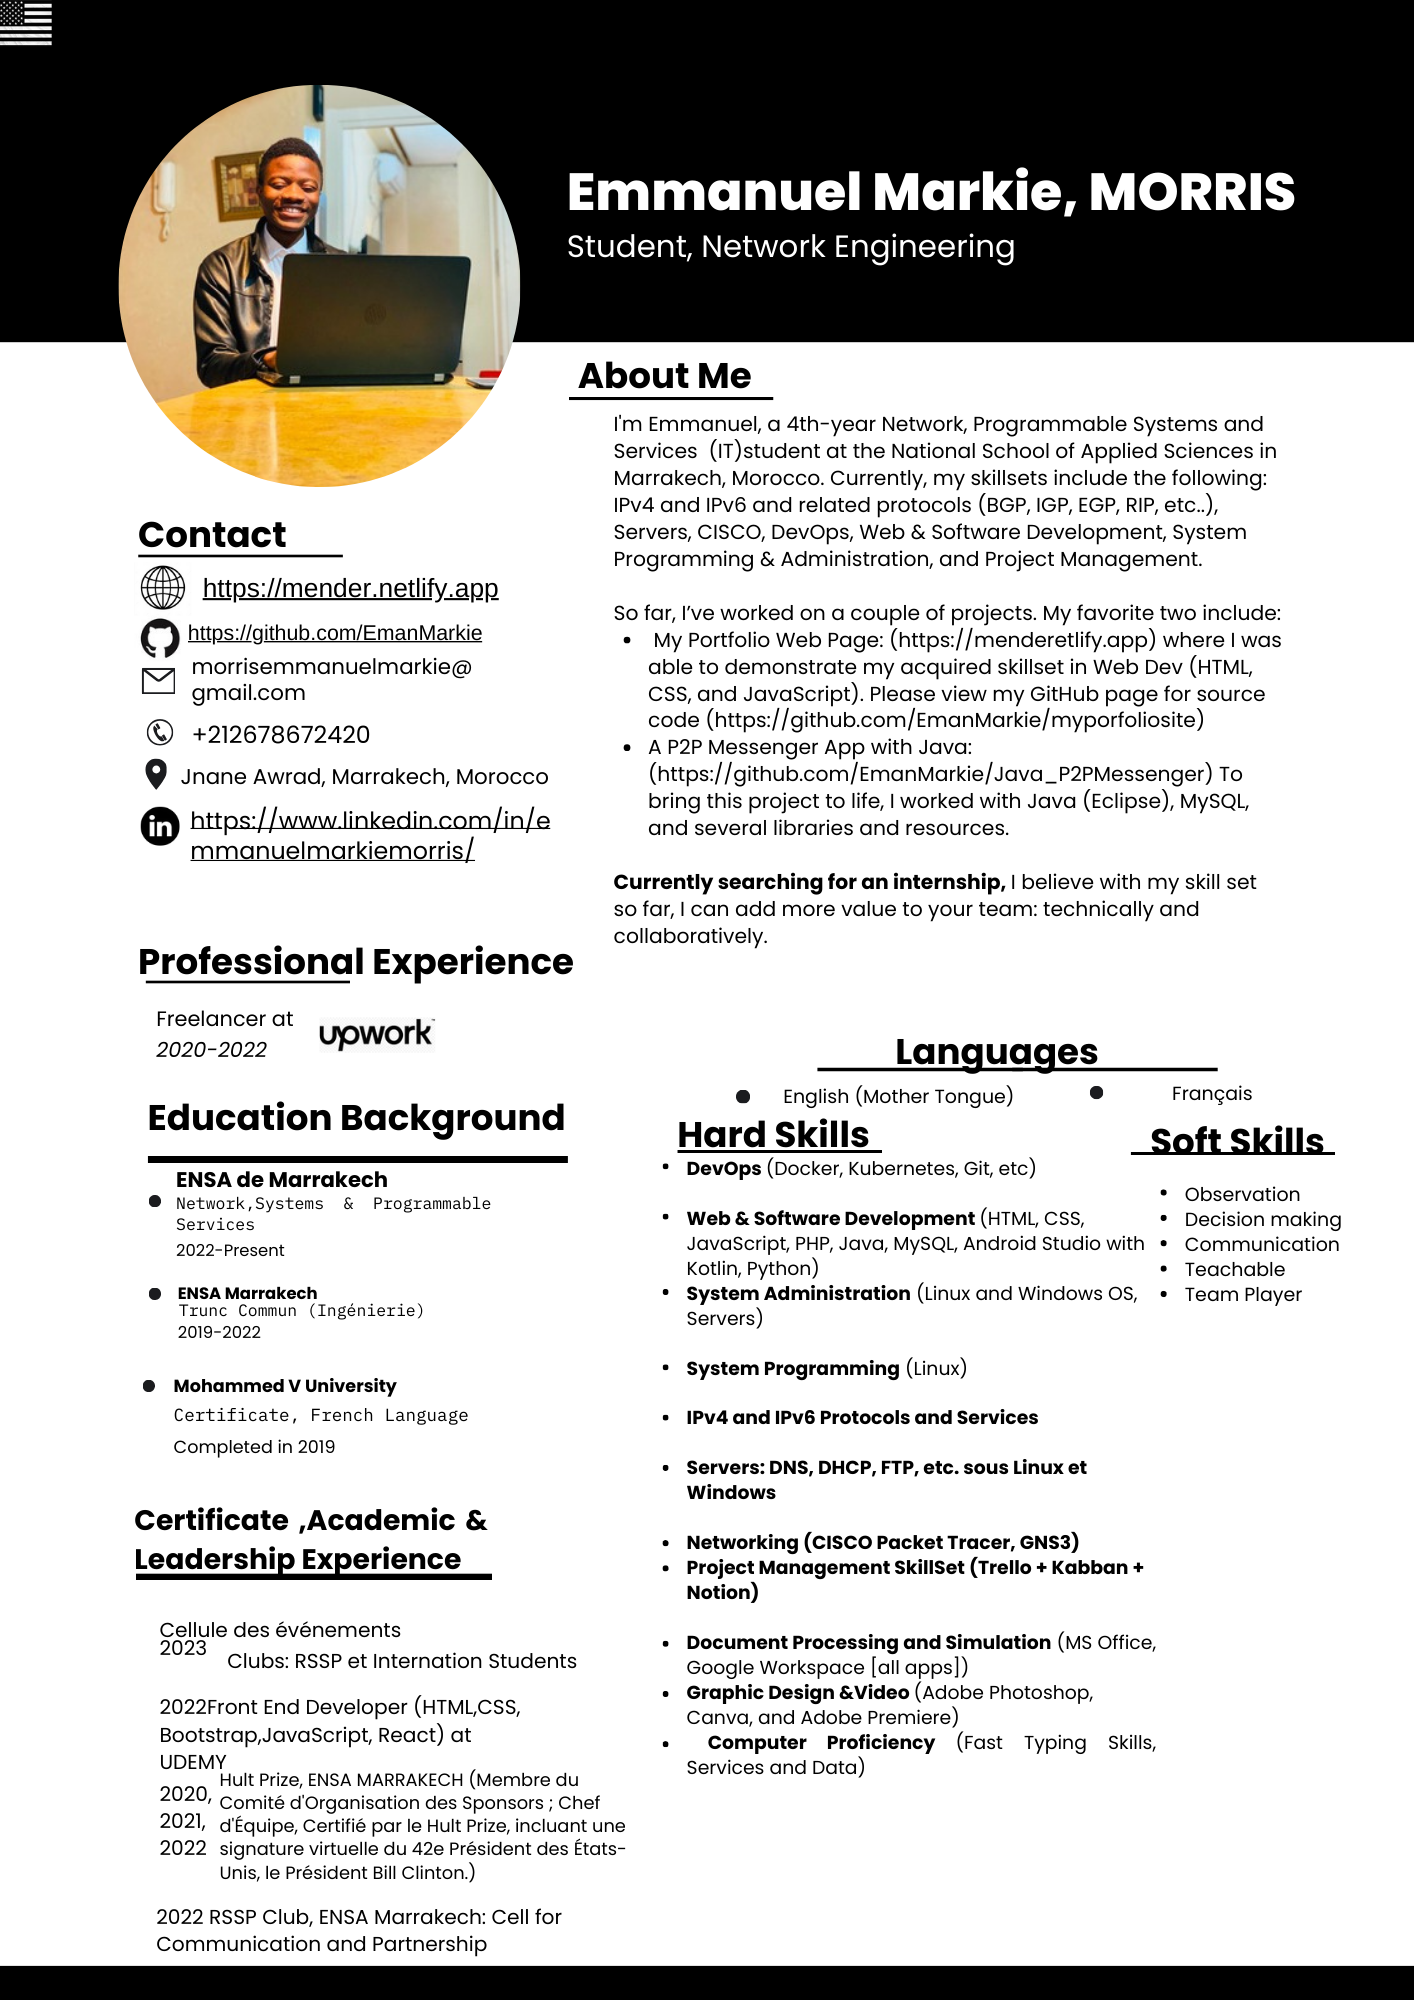 Emmanuel Markie, MORRIS
Student, Network Engineering
Contact
https://mender.netlify.app
https://github.com/EmanMarkie
morrisemmanuelmarkie@
gmail.com
+212678672420
Jnane Awrad, Marrakech, Morocco
in
https://www.linkedin.com/in/e
mmanuelmarkiemorris/
Professional Experience
Freelancer at
upwork
2020-2022
Education Background
ENSA de Marrakech
Network,Systems & Programmable
Services
2022-Present
ENSA Marrakech
Trunc Commun (Ingénierie)
2019-2022
Mohammed V University
Certificate, French Language
Completed in 2019
Certificate ,Academic &
Leadership Experience
Cellule des événements
2023
Clubs: RSSP et Internation Students
2022Front End Developer (HTML,CSS,
Bootstrap,JavaScript, React) at
UDEMY
2020,
2021,
2022
Hult Prize, ENSA MARRAKECH (Membre du
Comité d'Organisation des Sponsors ; Chef
d'Équipe, Certifié par le Hult Prize, incluant une
signature virtuelle du 42e Président des États-
Unis, le Président Bill Clinton.)
2022 RSSP Club, ENSA Marrakech: Cell for
Communication and Partnership
About Me
I'm Emmanuel, a 4th-year Network, Programmable Systems and
Services (IT)student at the National School of Applied Sciences in
Marrakech, Morocco. Currently, my skillsets include the following:
IPv4 and IPv6 and related protocols (BGP, IGP, EGP, RIP, etc..),
Servers, CISCO, DevOps, Web & Software Development, System
Programming & Administration, and Project Management.
So far, I’ve worked on a couple of projects. My favorite two include:
• My Portfolio Web Page: (https://menderetlify.app) where I was
able to demonstrate my acquired skillset in Web Dev (HTML,
CSS, and JavaScript). Please view my GitHub page for source
code (https://github.com/EmanMarkie/myporfoliosite)
• A P2P Messenger App with Java:
(https://github.com/EmanMarkie/Java_P2PMessenger) To
bring this project to life, I worked with Java (Eclipse), MySQL,
and several libraries and resources.
Currently searching for an internship, I believe with my skill set
so far, I can add more value to your team: technically and
collaboratively.
Languages
• English (Mother Tongue)
• Français
Hard Skills
• DevOps (Docker, Kubernetes, Git, etc)
• Web & Software Development (HTML, CSS,
JavaScript, PHP, Java, MySQL, Android Studio with
Kotlin, Python)
• System Administration (Linux and Windows OS,
Servers)
• System Programming (Linux)
• IPv4 and IPv6 Protocols and Services
• Servers: DNS, DHCP, FTP, etc. sous Linux et
Windows
• Networking (CISCO Packet Tracer, GNS3)
• Project Management SkillSet (Trello + Kabban +
Notion)
• Document Processing and Simulation (MS Office,
Google Workspace [all apps])
• Graphic Design &Video (Adobe Photoshop,
Canva, and Adobe Premiere)
• Computer Proficiency (Fast Typing Skills,
Services and Data)
Soft Skills
• Observation
• Decision making
• Communication
• Teachable
• Team Player